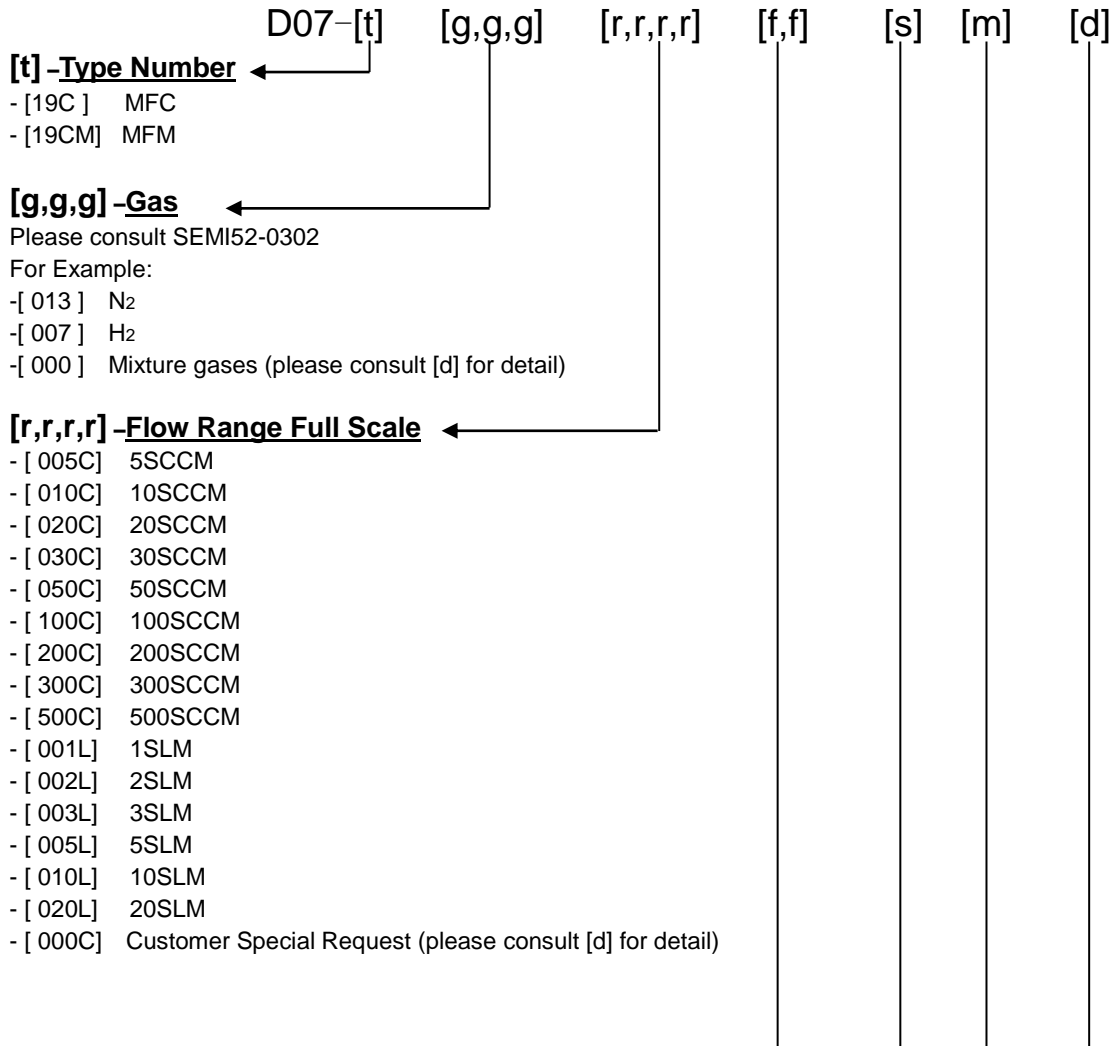 D07-[t] [g,g,g] [r,r,r,r] [f,f] [s] [m] [d]
[t] –Type Number
- [19C ] MFC
- [19CM] MFM
[g,g,g] –Gas
Please consult SEMI52-0302
For Example:
-[ 013 ] N2
-[ 007 ] H2
-[ 000 ] Mixture gases (please consult [d] for detail)
[r,r,r,r] –Flow Range Full Scale
- [ 005C] 5SCCM
- [ 010C] 10SCCM
- [ 020C] 20SCCM
- [ 030C] 30SCCM
- [ 050C] 50SCCM
- [ 100C] 100SCCM
- [ 200C] 200SCCM
- [ 300C] 300SCCM
- [ 500C] 500SCCM
- [ 001L] 1SLM
- [ 002L] 2SLM
- [ 003L] 3SLM
- [ 005L] 5SLM
- [ 010L] 10SLM
- [ 020L] 20SLM
- [ 000C] Customer Special Request (please consult [d] for detail)